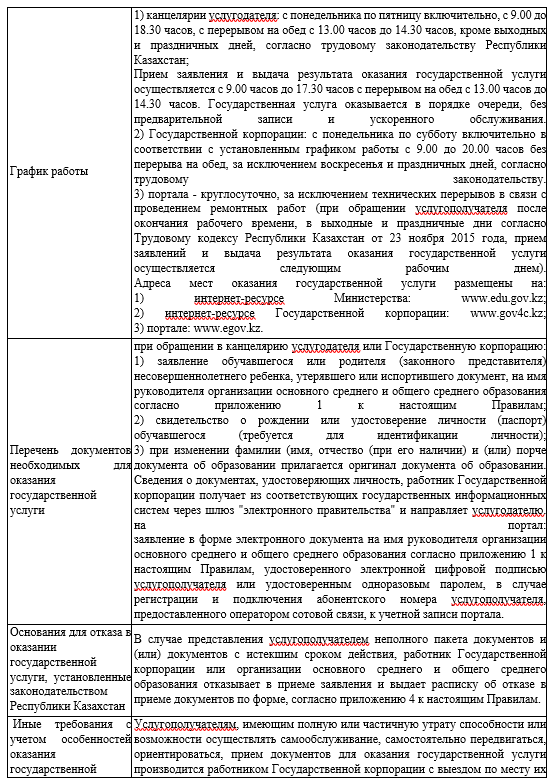 График работы
1) канцелярии услугодателя: с понедельника по пятницу включительно, с 9.00 до
18.30 часов, с перерывом на обед с 13.00 часов до 14.30 часов, кроме выходных
и праздничных дней, согласно трудовому законодательству Республики
Казахстан;
Прием заявления и выдача результата оказания государственной услуги
осуществляется с 9.00 часов до 17.30 часов с перерывом на обед с 13.00 часов до
14.30 часов. Государственная услуга оказывается в порядке очереди, без
предварительной записи и ускоренного обслуживания.
2) Государственной корпорации: с понедельника по субботу включительно в
соответствии с установленным графиком работы с 9.00 до 20.00 часов без
перерыва на обед, за исключением воскресенья и праздничных дней, согласно
трудовому законодательству.
3) портала - круглосуточно, за исключением технических перерывов в связи с
проведением ремонтных работ (при обращении услугополучателя после
окончания рабочего времени, в выходные и праздничные дни согласно
Трудовому кодексу Республики Казахстан от 23 ноября 2015 года, прием
заявлений и выдача результата оказания государственной услуги
осуществляется следующим рабочим днем).
Адреса мест оказания государственной услуги размещены на:
1) интернет-ресурсе Министерства: www.edu.gov.kz;
2) интернет-ресурсе Государственной корпорации: www.gov4c.kz;
3) портале: www.egov.kz.
Перечень документов
необходимых для
оказания
государственной
услуги
при обращении в канцелярию услугодателя или Государственную корпорацию:
1) заявление обучавшегося или родителя (законного представителя)
несовершеннолетнего ребенка, утерявшего или испортившего документ, на имя
руководителя организации основного среднего и общего среднего образования
согласно приложению 1 к настоящим Правилам;
2) свидетельство о рождении или удостоверение личности (паспорт)
обучавшегося (требуется для идентификации личности);
3) при изменении фамилии (имя, отчество (при его наличии) и (или) порче
документа об образовании прилагается оригинал документа об образовании.
Сведения о документах, удостоверяющих личность, работник Государственной
корпорации получает из соответствующих государственных информационных
систем через шлюз "электронного правительства" и направляет услугодателю.
на портал:
заявление в форме электронного документа на имя руководителя организации
основного среднего и общего среднего образования согласно приложению 1 к
настоящим Правилам, удостоверенного электронной цифровой подписью
услугополучателя или удостоверенным одноразовым паролем, в случае
регистрации и подключения абонентского номера услугополучателя,
предоставленного оператором сотовой связи, к учетной записи портала.
Основания для отказа в
оказании
государственной
услуги, установленные
законодательством
Республики Казахстан
В случае представления услугополучателем неполного пакета документов и
(или) документов с истекшим сроком действия, работник Государственной
корпорации или организации основного среднего и общего среднего
образования отказывает в приеме заявления и выдает расписку об отказе в
приеме документов по форме, согласно приложению 4 к настоящим Правилам.
Иные требования с
учетом особенностей
оказания
государственной
Услугополучателям, имеющим полную или частичную утрату способности или
возможности осуществлять самообслуживание, самостоятельно передвигаться,
ориентироваться, прием документов для оказания государственной услуги
производится работником Государственной корпорации с выездом по месту их